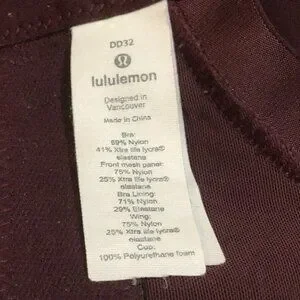 DD32
lululemon
Designed in
Vancouver
Made in China
Bra:
59% Nylon
41% Xtra life lycra®
elastane
Front mesh panel:
75% Nylon
25% Xtra life lycra®
elastane
Bra Lining:
71% Nylon
29% Elastane
Wing:
75% Nylon
25% Xtra life lycra®
elastane
Cup:
100% Polyurethane foam